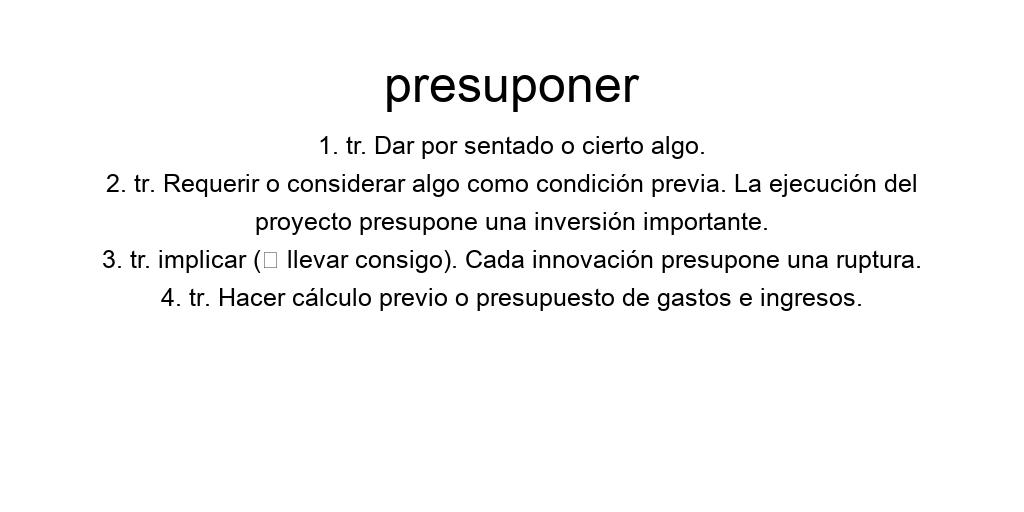 presuponer
1. tr. Dar por sentado o cierto algo.
2. tr. Requerir o considerar algo como condición previa. La ejecución del
proyecto presupone una inversión importante.
3. tr. implicar (▯ llevar consigo). Cada innovación presupone una ruptura.
4. tr. Hacer cálculo previo o presupuesto de gastos e ingresos.